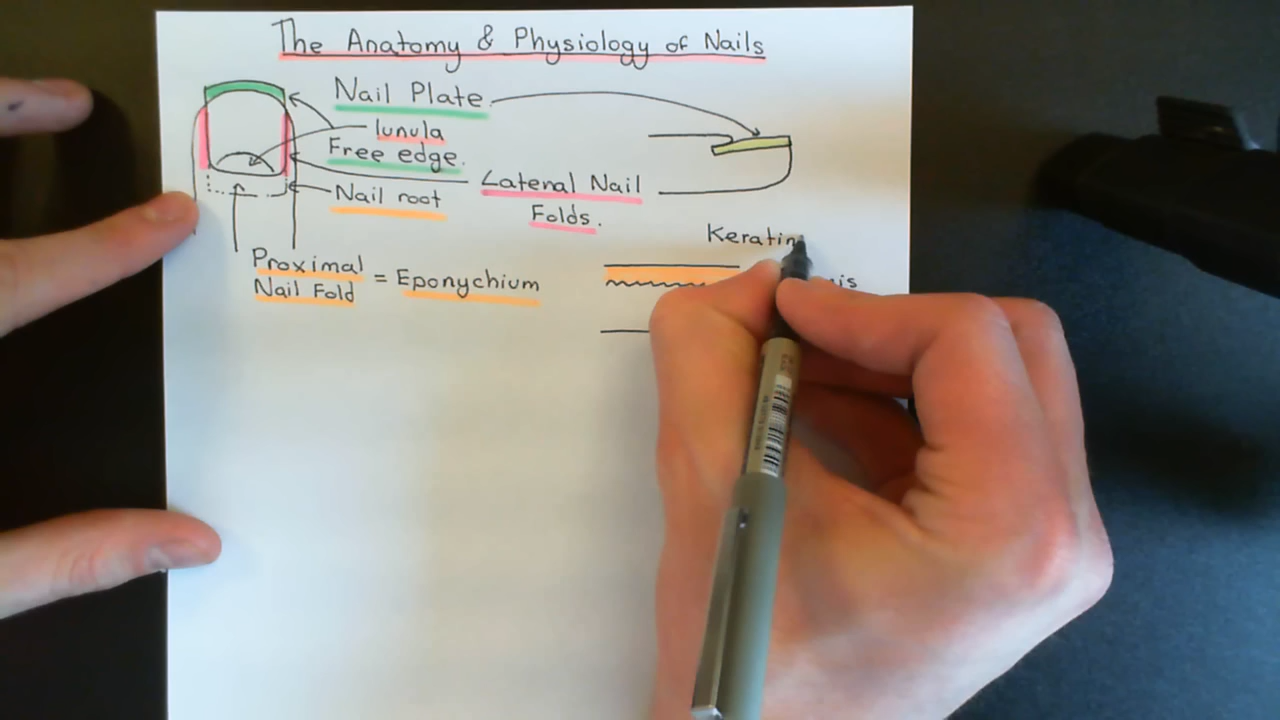 The Anatomy & Physiology of Nails
Nail Plate.
lunula
Free edge.
Lateral Nail
Folds.
Nail root
Proximal
Nail Fold
= Eponychium
Keratin